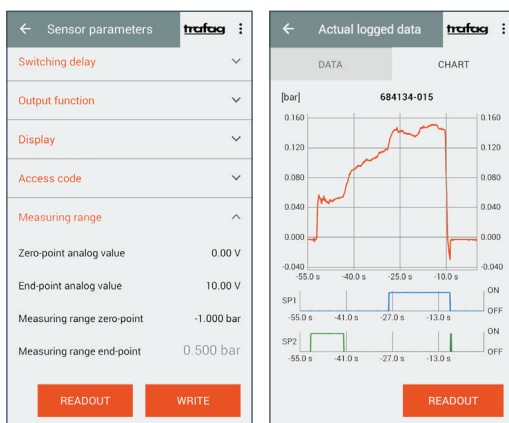 Sensor parameters
trafag
Switching delay
Output function
Display
Access code
Measuring range
Zero-point analog value 0.00 V
End-point analog value 10.00 V
Measuring range zero-point -1.000 bar
Measuring range end-point 0.500 bar
READOUT WRITE
Actual logged data
trafag
DATA CHART
[bar] 684134-015
0.160 0.160
0.120 0.120
0.080 0.080
0.040 0.040
0.000 0.000
-0.040 -0.040
-55.0 s -40.0 s -25.0 s -10.0 s
ON
SP1
OFF
-55.0 s -41.0 s -27.0 s -13.0 s
ON
SP2
OFF
-55.0 s -41.0 s -27.0 s -13.0 s
READOUT